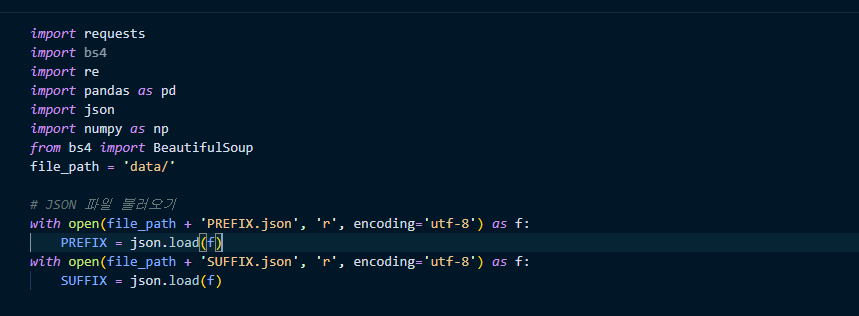 import requests
import bs4
import re
import pandas as pd
import json
import numpy as np
from bs4 import BeautifulSoup
file_path = 'data/'
# JSON 파일 불러오기
with open(file_path + 'PREFIX.json', 'r', encoding='utf-8') as f:
    PREFIX = json.load(f)
with open(file_path + 'SUFFIX.json', 'r', encoding='utf-8') as f:
    SUFFIX = json.load(f)